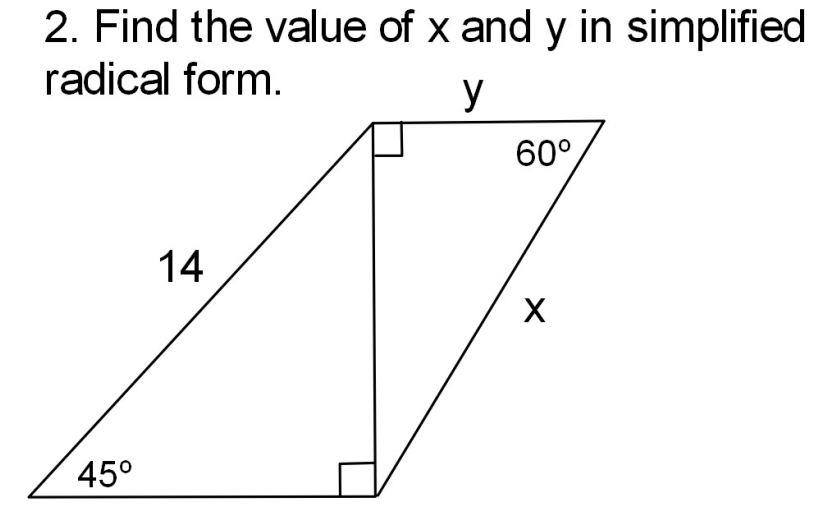 2. Find the value of x and y in simplified
radical form.
y
60°
14
x
45°